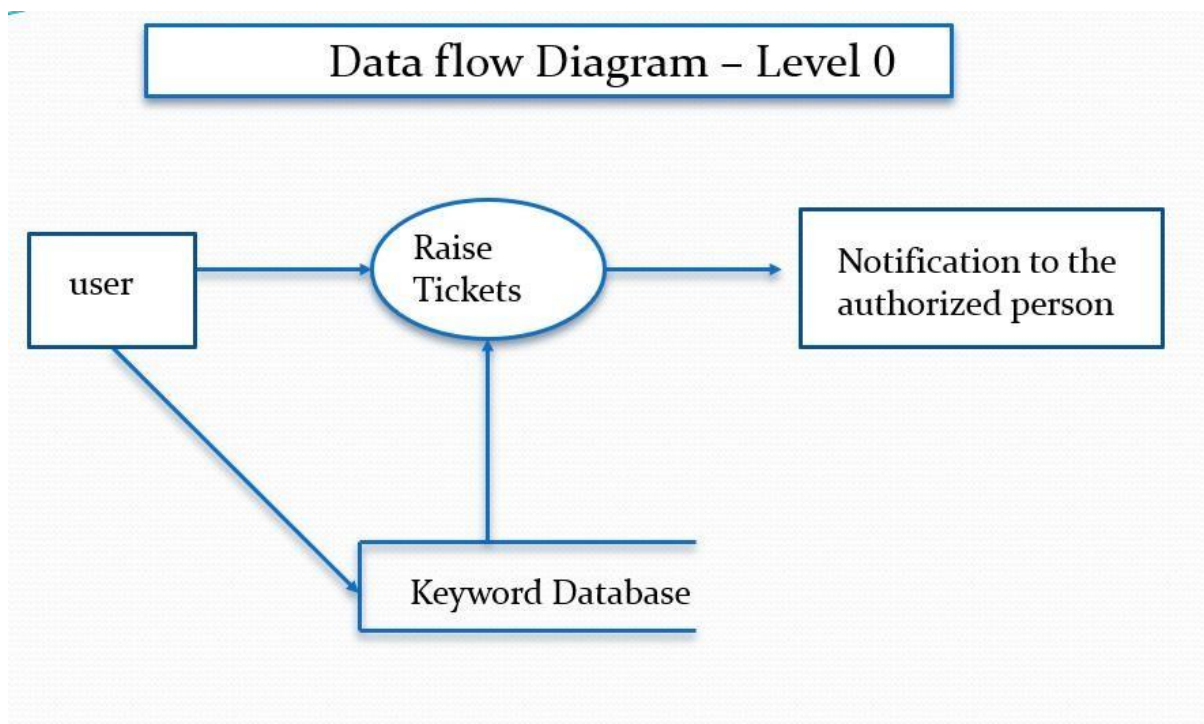 Data flow Diagram – Level 0
user
Raise
Tickets
Notification to the
authorized person
Keyword Database